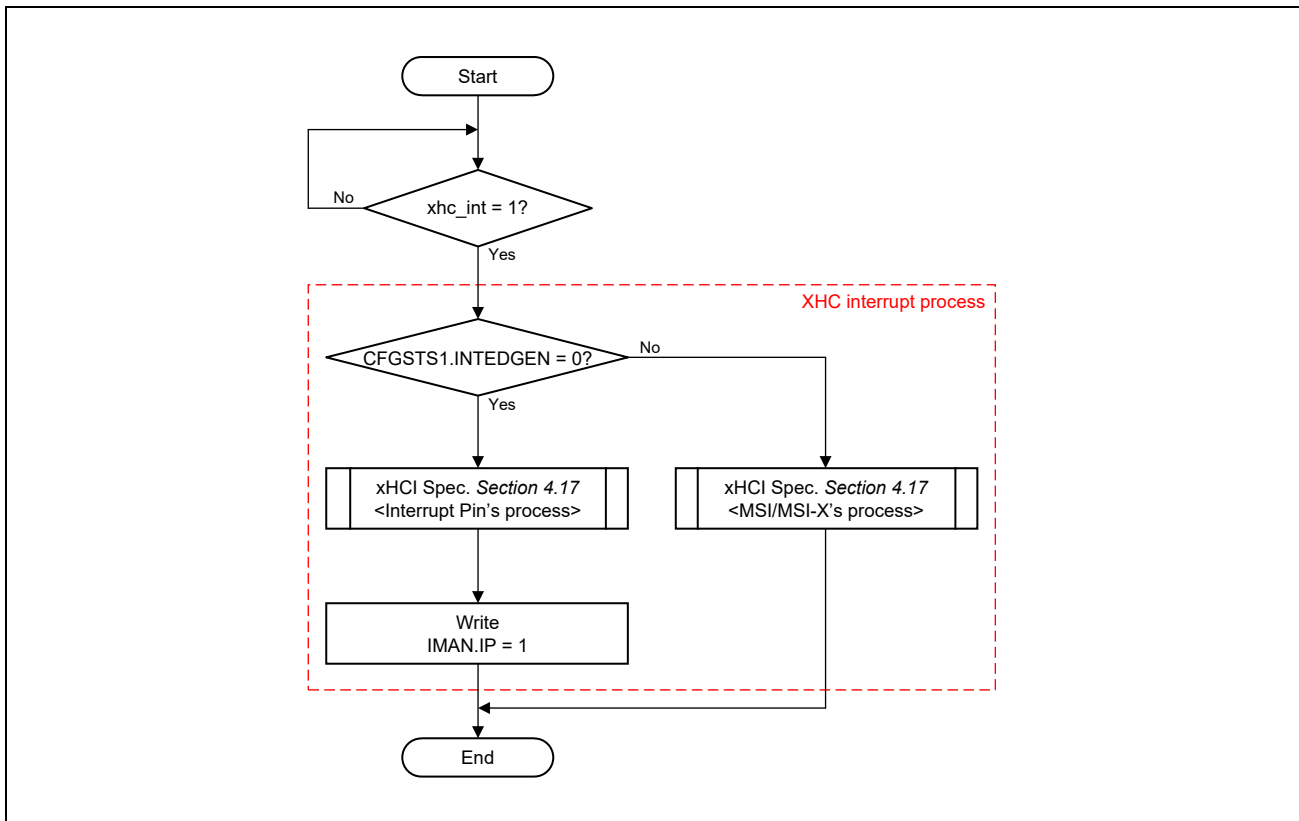 Start
No
xhc_int = 1?
Yes
XHC interrupt process
CFGSTS1.INTEDGEN = 0?
No
Yes
xHCI Spec. Section 4.17
<Interrupt Pin's process>
xHCI Spec. Section 4.17
<MSI/MSI-X's process>
Write
IMAN.IP = 1
End